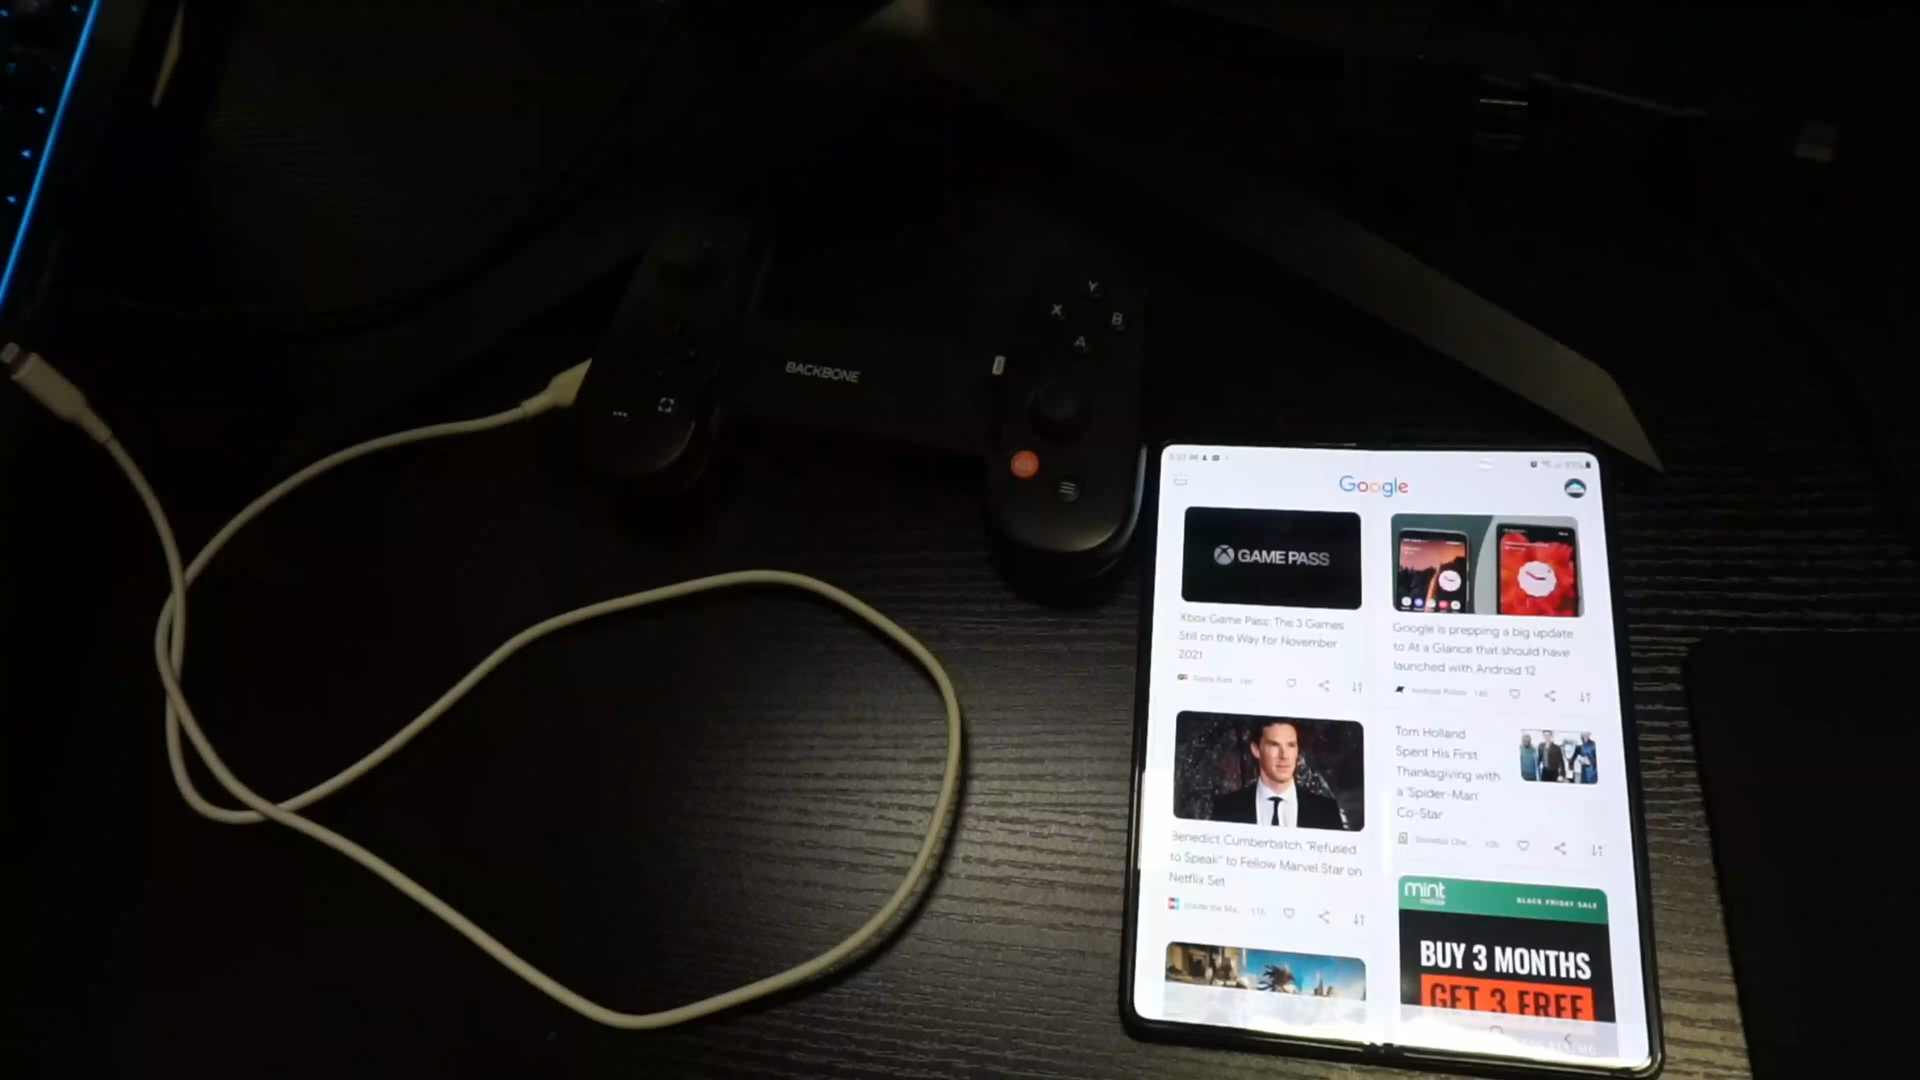 BACKBONE
Y
X
B
A
Google
GAME PASS
Xbox Game Pass: The 3 Games
Still on the Way for November
2021
Google is prepping a big update
to At a Glance that should have
launched with Android 12
Benedict Cumberbatch "Refused
to Speak" to Fellow Marvel Star on
Netflix Set
Tom Holland
Spent His First
Thanksgiving with
a 'Spider-Man'
Co-Star
mint
mobile
BLACK FRIDAY SALE
BUY 3 MONTHS
GET 3 FREE